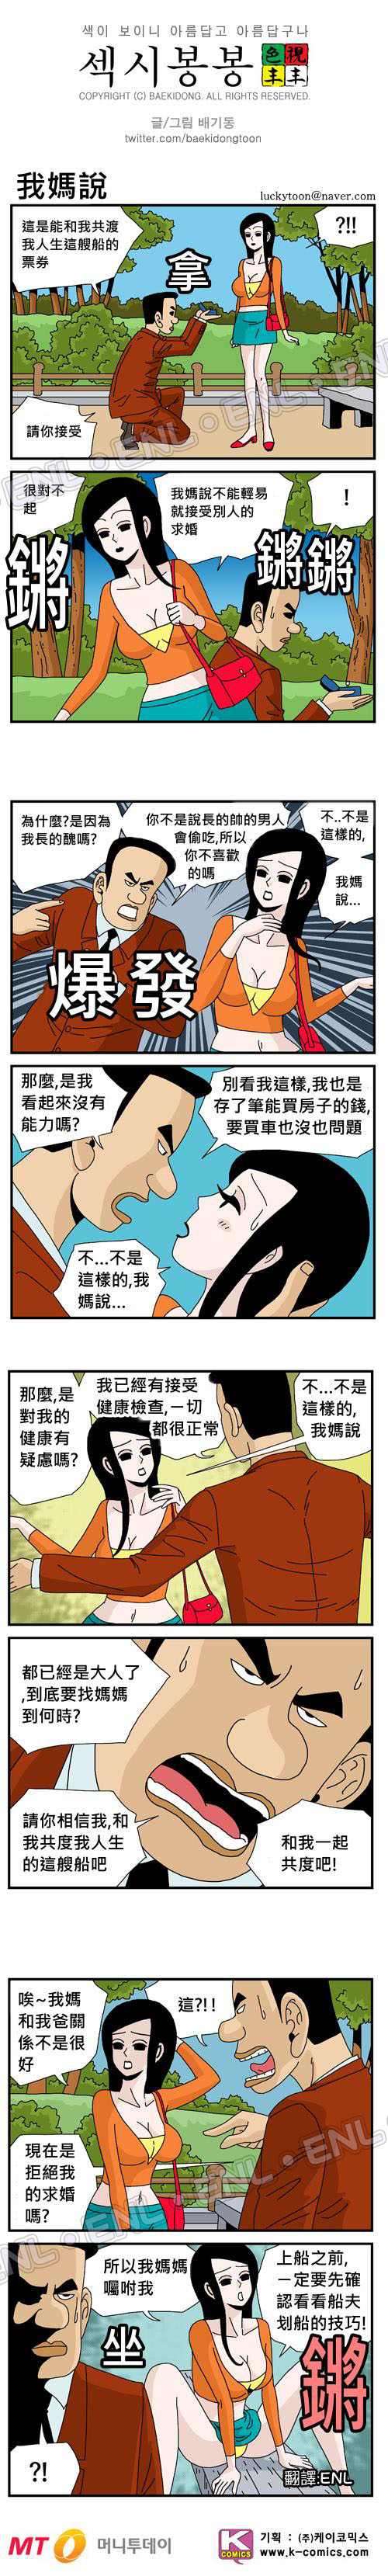 색이 보이니 아름답고 아름답구나
섹시봉봉
色視
丰丰
COPYRIGHT (C) BAEKIDONG. ALL RIGHTS RESERVED.
글/그림 배기동
twitter.com/baekidongtoon
我媽說
luckytoon@naver.com
這是能和我共渡
我人生這艘船的
票券
拿
?!!
請你接受
很對不
起
鏘
我媽說不能輕易
就接受別人的
求婚
!
鏘鏘
為什麼?是因為
我長的醜嗎?
你不是說長的帥的男人
會偷吃,所以
你不喜歡
的嗎
不..不是
這樣的,
我媽
說...
爆發
那麼,是我
看起來沒有
能力嗎?
別看我這樣,我也是
存了筆能買房子的錢,
要買車也沒也問題
不...不是
這樣的,我
媽說...
那麼,是
對我的
健康有
疑慮嗎?
我已經有接受
健康檢查,一切
都很正常
不...不是
這樣的,
我媽說
都已經是大人了
,到底要找媽媽
到何時?
請你相信我,和
我共度我人生
的這艘船吧
和我一起
共度吧!
唉~我媽
和我爸關
係不是很
好
這?!!
現在是
拒絕我
的求婚
嗎?
所以我媽媽
囑咐我
上船之前,
一定要先確
認看看船夫
划船的技巧!
坐
鏘
?!
翻譯:ENL
MT 머니투데이
K
COMICS
기획 : (주)케이코믹스
www.k-comics.com
ENL